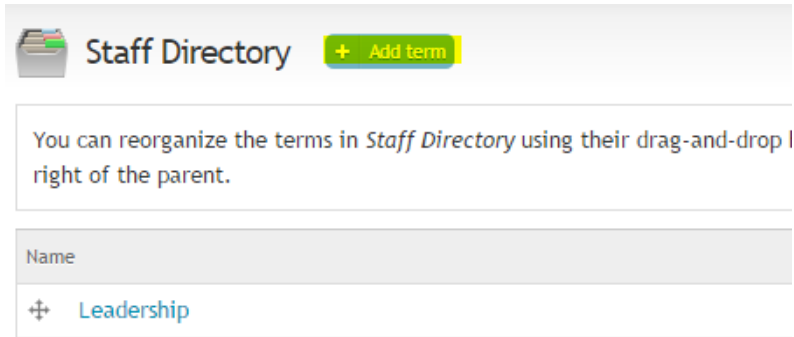 Staff Directory + Add term
You can reorganize the terms in Staff Directory using their drag-and-drop
right of the parent.
Name
Leadership